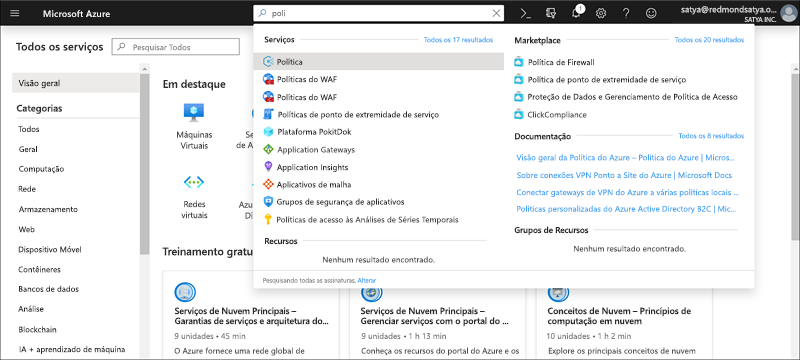 Microsoft Azure
poli
1
satya@redmondsatya.o...
SATYA INC.
Todos os serviços
Pesquisar Todos
Visão geral
Categorias
Todos
Geral
Computação
Rede
Armazenamento
Web
Dispositivo Móvel
Contêineres
Bancos de dados
Análise
Blockchain
IA + aprendizado de máquina
Em destaque
Máquinas
Virtuais
Redes
virtuais
Serviços
Todos os 17 resultados
Política
Políticas do WAF
Políticas do WAF
Políticas de ponto de extremidade de serviço
Plataforma PokitDok
Application Gateways
Application Insights
Aplicativos de malha
Grupos de segurança de aplicativos
Políticas de acesso às Análises de Séries Temporais
Recursos
Nenhum resultado encontrado.
Pesquisando todas as assinaturas. Alterar
Marketplace
Todos os 20 resultados
Política de Firewall
Política de ponto de extremidade de serviço
Proteção de Dados e Gerenciamento de Política de Acesso
ClickCompliance
Documentação
Todos os 8 resultados
Visão geral da Política do Azure – Política do Azure | Micros...
Sobre conexões VPN Ponto a Site do Azure | Microsoft Docs
Conectar gateways de VPN do Azure a várias políticas locais ...
Políticas personalizadas do Azure Active Directory B2C | Mic...
Grupos de Recursos
Nenhum resultado encontrado.
Treinamento gratui
Serviços de Nuvem Principais –
Garantias de serviços e arquitetura do...
9 unidades • 45 min
O Azure fornece uma rede global de
Serviços de Nuvem Principais –
Gerenciar serviços com o portal do ...
9 unidades • 1 h 13 min
Conheça os recursos do portal do Azure e os
Conceitos de Nuvem – Princípios
de computação em nuvem
10 unidades • 1 h 2 min
Explore os principais conceitos de nuvem